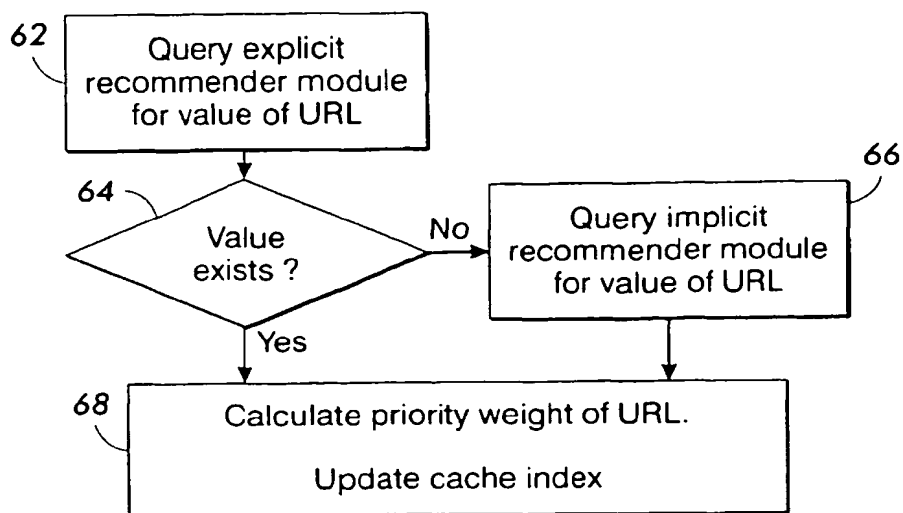 62
Query explicit
recommender module
for value of URL
64
Value
exists ?
No
66
Query implicit
recommender module
for value of URL
Yes
68
Calculate priority weight of URL.
Update cache index